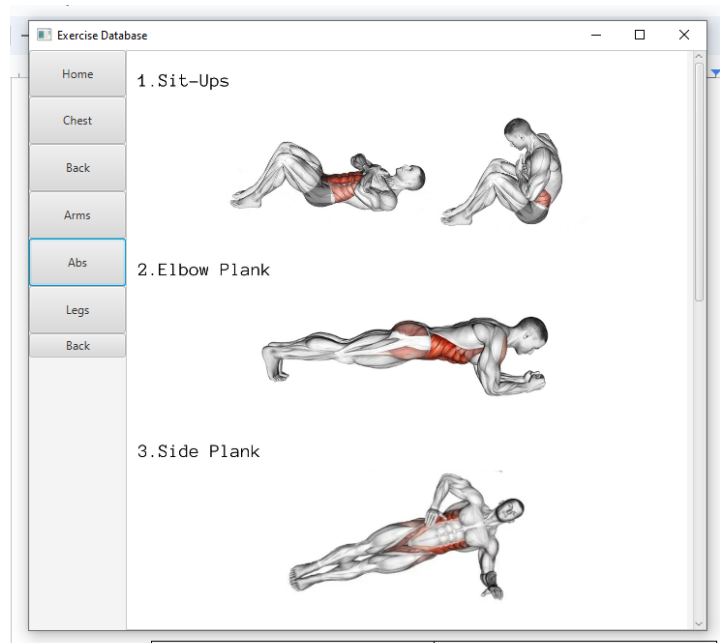 Exercise Database
Home
Chest
Back
Arms
Abs
Legs
Back
1.Sit-Ups
2.Elbow Plank
3.Side Plank